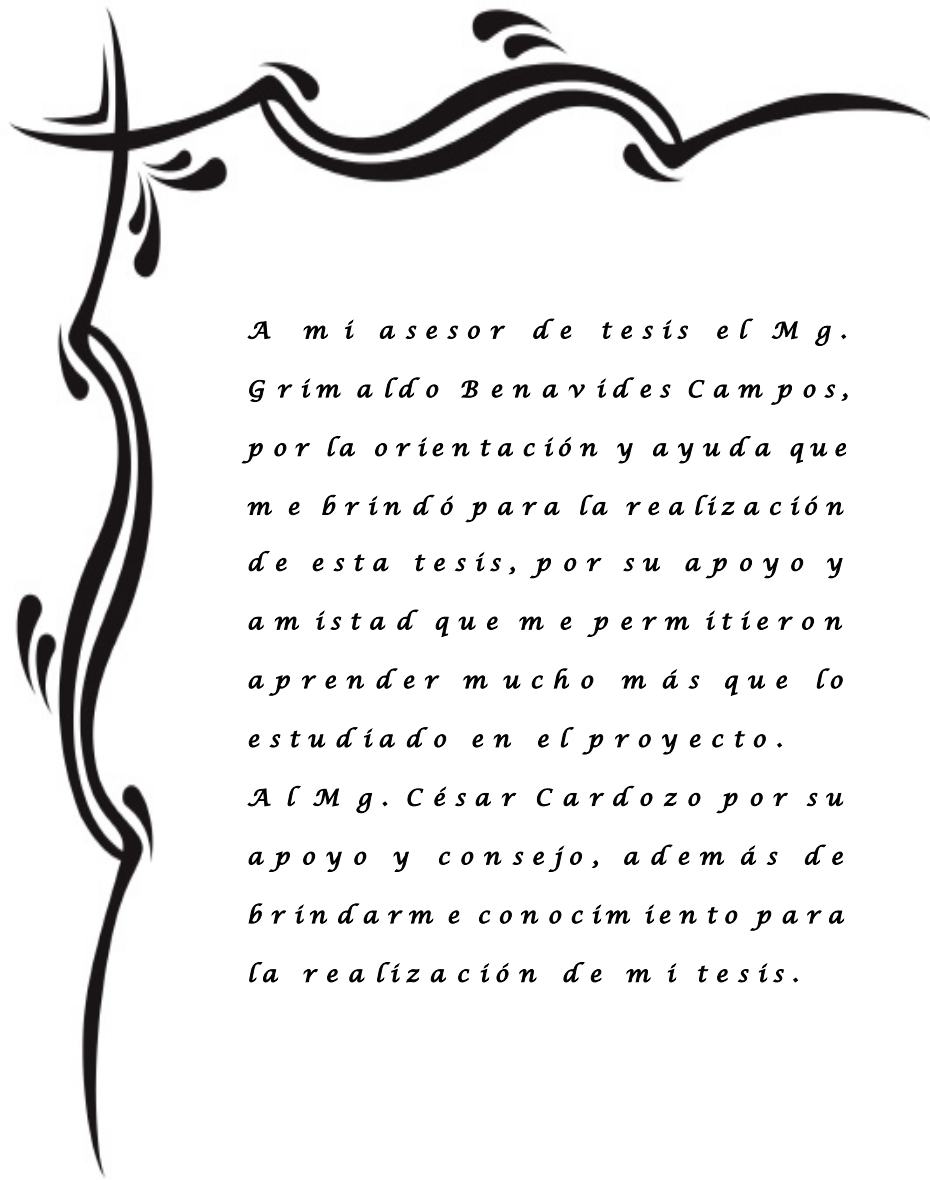 A mi asesor de tesis el Mg.
Grimaldo Benavides Campos,
por la orientación y ayuda que
me brindó para la realización
de esta tesis, por su apoyo y
amistad que me permitieron
aprender mucho más que lo
estudiado en el proyecto.
Al Mg. César Cardozo por su
apoyo y consejo, además de
brindarme conocimiento para
la realización de mi tesis.